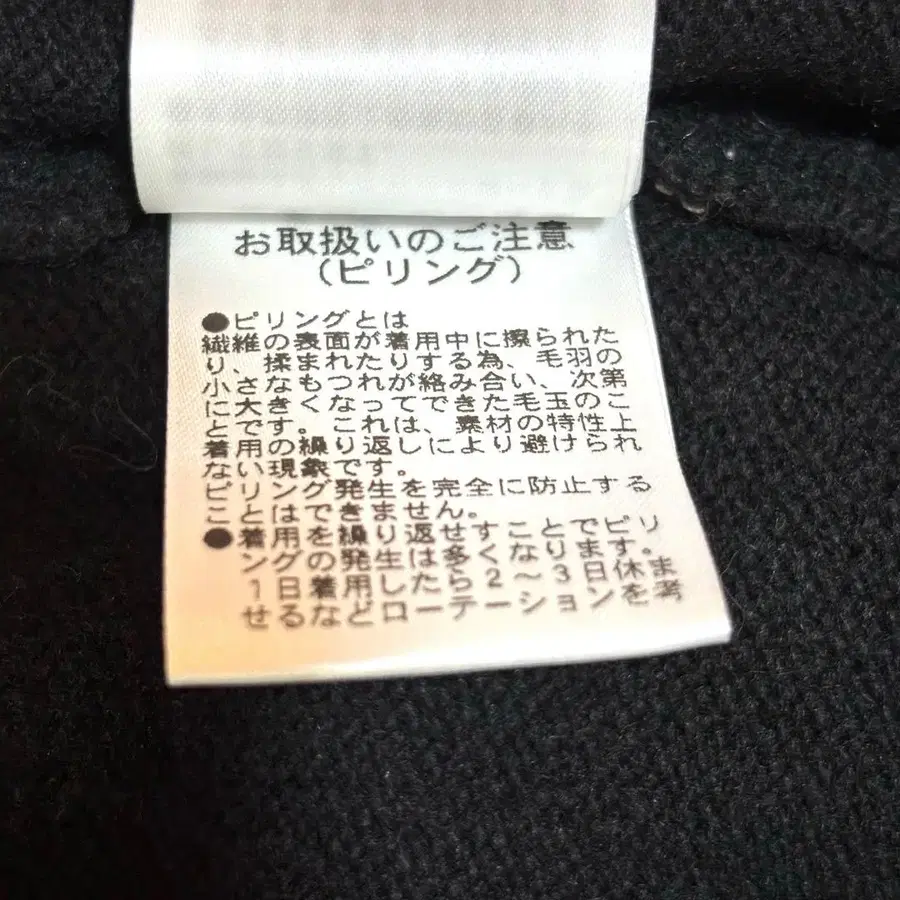 お取扱いのご注意
(ピリング)
●ピリングとは
繊維の表面が着用中に擦られた
り、揉まれたりする為、毛羽の
小さなもつれが絡み合い、次第
に大きくなってできた毛玉のこ
とです。これは、素材の特性上
着用の繰り返しにより避けられ
ない現象です。
ピリング発生を完全に防止する
ことはできません。
●着用を繰り返せすことでピリ
ングの発生は多くなります。
1日着用したら2～3日休ま
せるなどローテーションを考